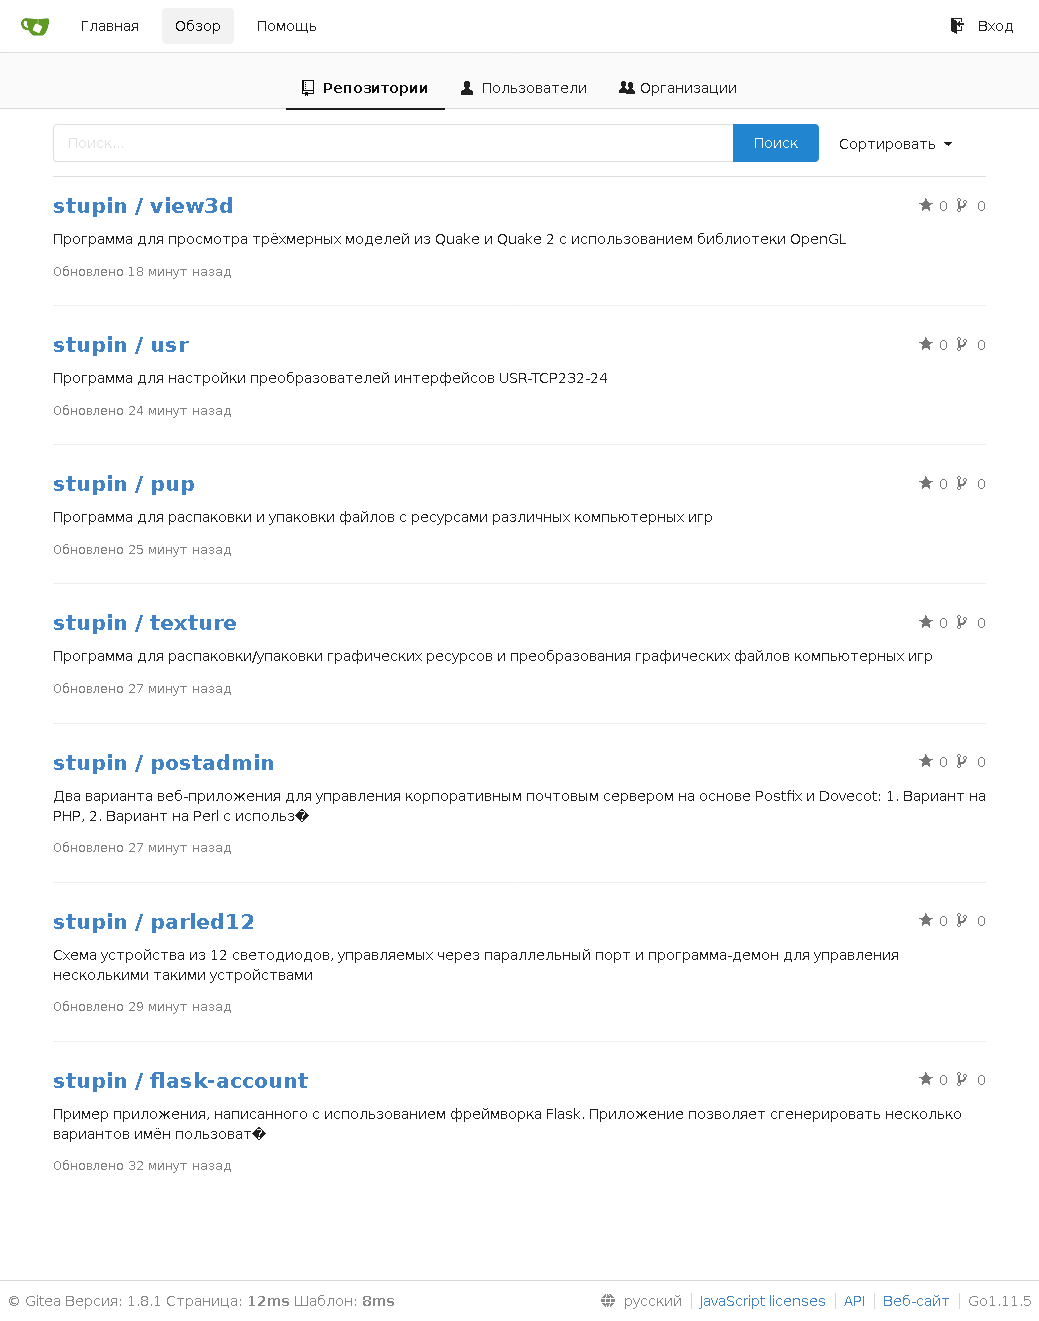 Главная Обзор Помощь Вход
Репозитории Пользователи Организации
Поиск... Поиск Сортировать
stupin / view3d 0 0
Программа для просмотра трёхмерных моделей из Quake и Quake 2 с использованием библиотеки OpenGL
Обновлено 18 минут назад
stupin / usr 0 0
Программа для настройки преобразователей интерфейсов USR-TCP232-24
Обновлено 24 минут назад
stupin / pup 0 0
Программа для распаковки и упаковки файлов с ресурсами различных компьютерных игр
Обновлено 25 минут назад
stupin / texture 0 0
Программа для распаковки/упаковки графических ресурсов и преобразования графических файлов компьютерных игр
Обновлено 27 минут назад
stupin / postadmin 0 0
Два варианта веб-приложения для управления корпоративным почтовым сервером на основе Postfix и Dovecot: 1. Вариант на
PHP, 2. Вариант на Perl с использ�
Обновлено 27 минут назад
stupin / parled12 0 0
Схема устройства из 12 светодиодов, управляемых через параллельный порт и программа-демон для управления
несколькими такими устройствами
Обновлено 29 минут назад
stupin / flask-account 0 0
Пример приложения, написанного с использованием фреймворка Flask. Приложение позволяет сгенерировать несколько
вариантов имён пользоват�
Обновлено 32 минут назад
© Gitea Версия: 1.8.1 Страница: 12ms Шаблон: 8ms русский JavaScript licenses API Веб-сайт Go1.11.5